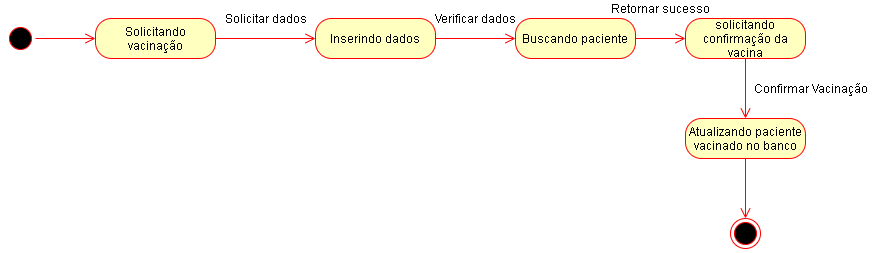 Solicitando
vacinação
Solicitar dados
Inserindo dados
Verificar dados
Buscando paciente
Retornar sucesso
solicitando
confirmação da
vacina
Confirmar Vacinação
Atualizando paciente
vacinado no banco